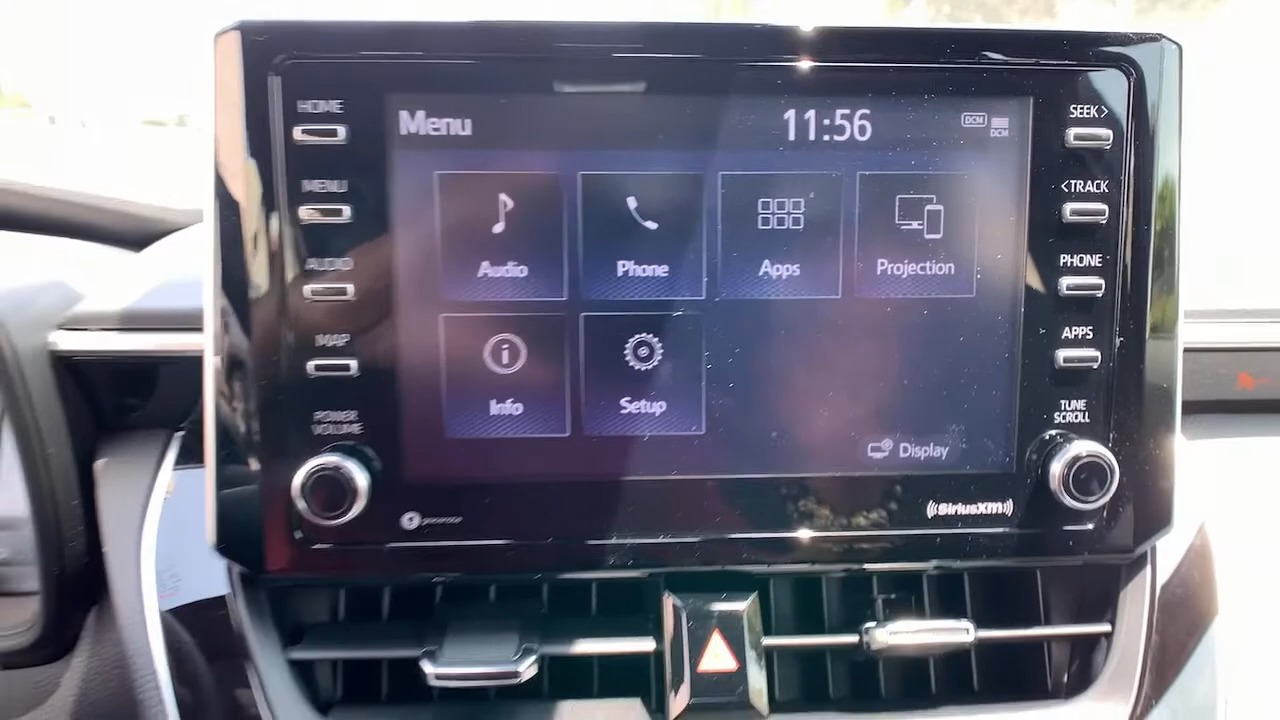 HOME
MENU
AUDIO
MAP
POWER
VOLUME
Menu
11:56
DCM
DCM
Audio
Phone
Apps
Projection
Info
Setup
Display
SiriusXM
SEEK>
<TRACK
PHONE
APPS
TUNE
SCROLL